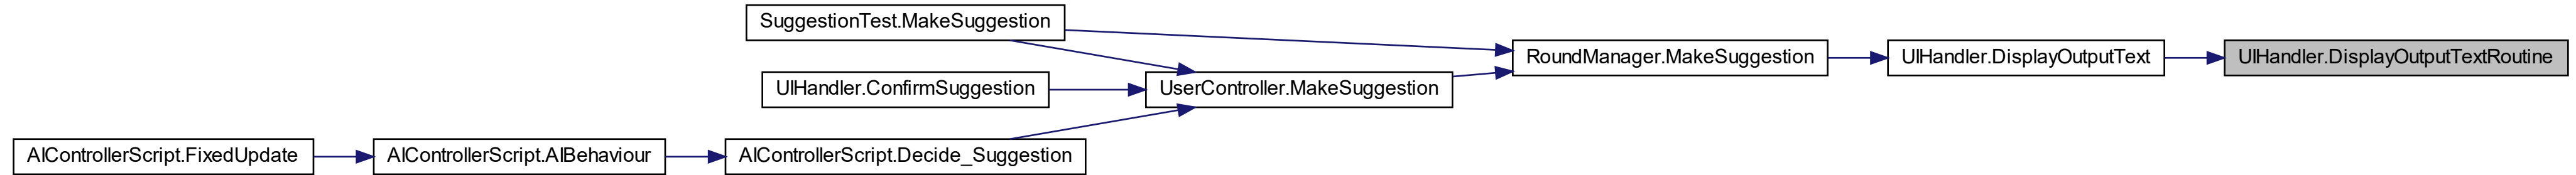 SuggestionTest.MakeSuggestion
RoundManager.MakeSuggestion
UIHandler.DisplayOutputText
UIHandler.DisplayOutputTextRoutine
UIHandler.ConfirmSuggestion
UserController.MakeSuggestion
AIControllerScript.FixedUpdate
AIControllerScript.AIBehaviour
AIControllerScript.Decide_Suggestion